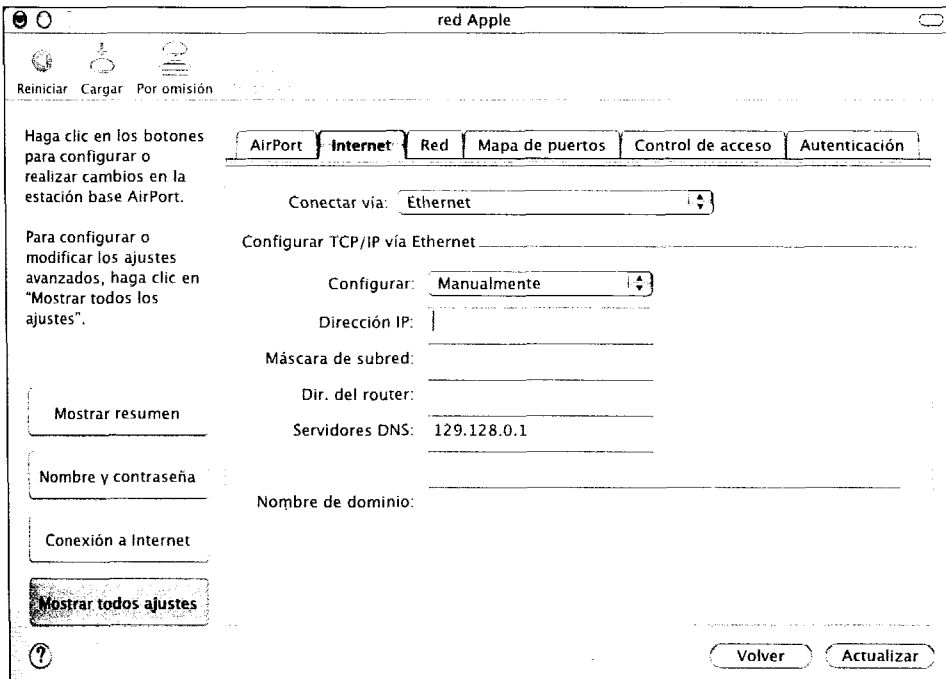 red Apple
Reiniciar Cargar Por omisión
Haga clic en los botones
para configurar o
realizar cambios en la
estación base AirPort.
Para configurar o
modificar los ajustes
avanzados, haga clic en
"Mostrar todos los
ajustes".
Mostrar resumen
Nombre y contraseña
Conexión a Internet
Mostrar todos ajustes
AirPort Internet Red Mapa de puertos Control de acceso Autenticación
Conectar vía: Ethernet
Configurar TCP/IP vía Ethernet
Configurar: Manualmente
Dirección IP:
Máscara de subred:
Dir. del router:
Servidores DNS: 129.128.0.1
Nombre de dominio:
?
Volver Actualizar